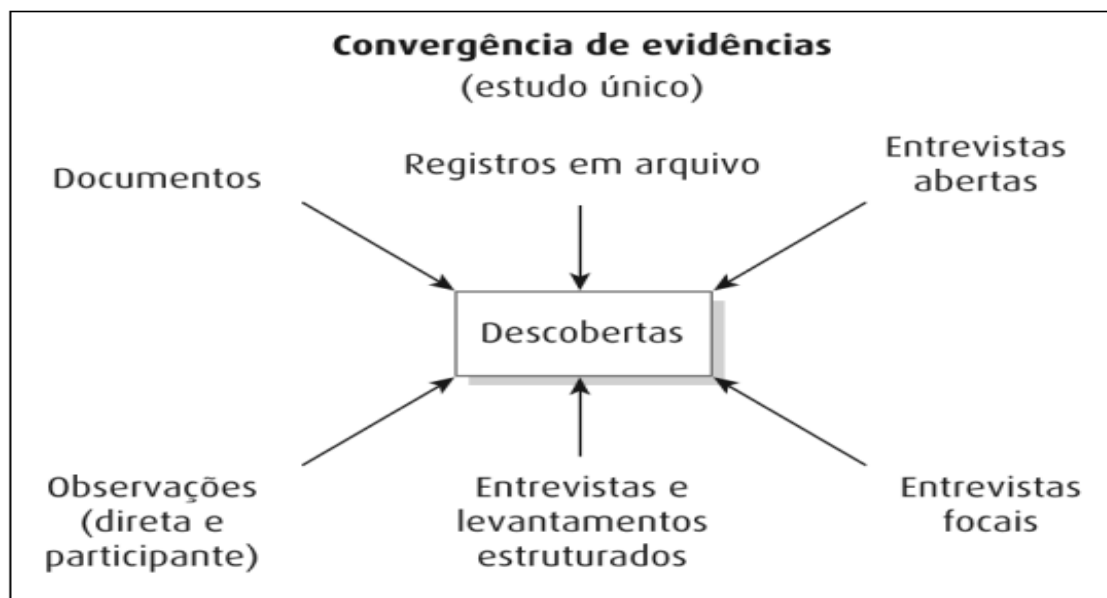 Convergência de evidências
(estudo único)
Documentos
Registros em arquivo
Entrevistas
abertas
Descobertas
Observações
(direta e
participante)
Entrevistas e
levantamentos
estruturados
Entrevistas
focais